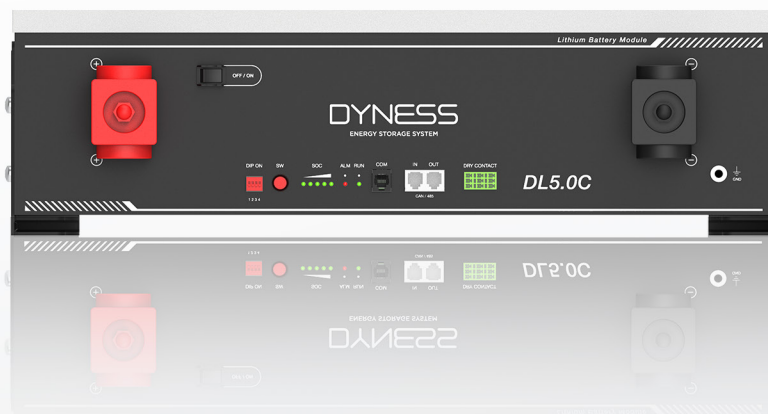 Lithium Battery Module
+
−
OFF / ON
DYNESS
ENERGY STORAGE SYSTEM
+
−
DIP ON SW SOC ALM RUN COM IN OUT DRY CONTACT
DL5.0C
GND
1 2 3 4
CAN / 485